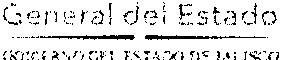 General del Estado
GOBIERNO DEL ESTADO DE JALISCO